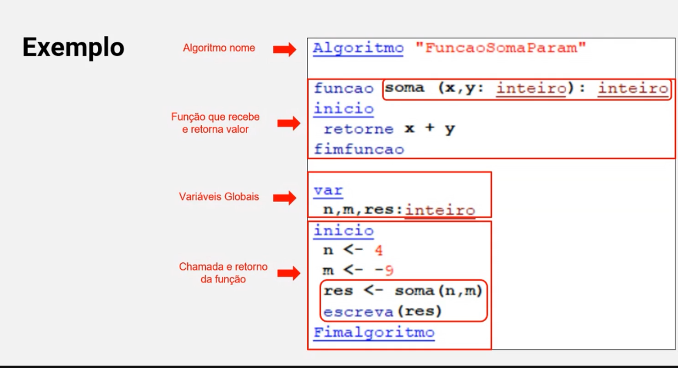 Exemplo
Algoritmo nome
Algoritmo "FuncaoSomaParam"
Função que recebe
e retorna valor
funcao soma (x,y: inteiro): inteiro
inicio
retorne x + y
fimfuncao
Variáveis Globais
var
n,m,res:inteiro
Chamada e retorno
da função
inicio
n <- 4
m <- -9
res <- soma(n,m)
escreva(res)
Fimalgoritmo